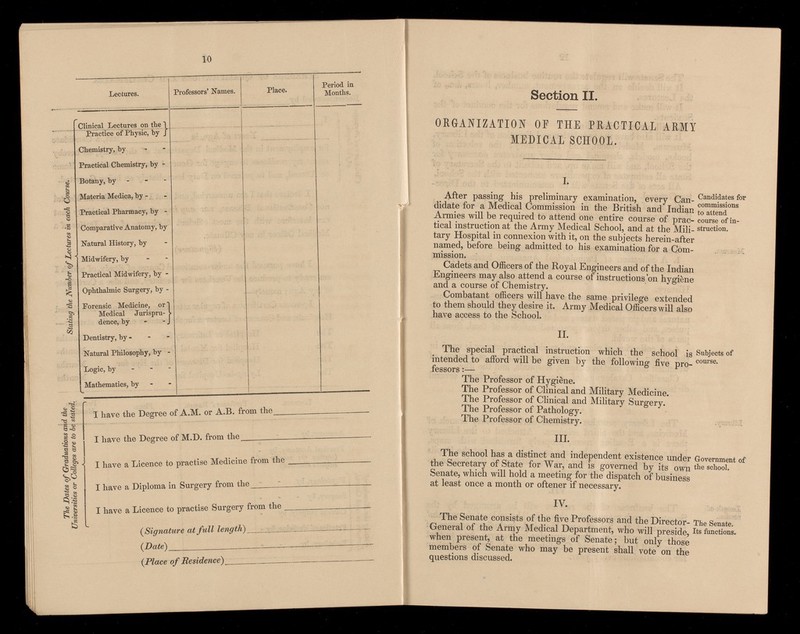 10
Lectures.
Professors' Names.
Place.
Period in
Months.
Stating the Number of Lectures in each Course.
Clinical Lectures on the
Practice of Physic, by
Chemistry, by - -
Practical Chemistry, by -
Botany, by - - -
Materia Medica, by - -
Practical Pharmacy, by -
Comparative Anatomy, by
Natural History, by -
Midwifery, by - -
Practical Midwifery, by -
Ophthalmic Surgery, by -
Forensic Medicine, or
Medical Jurispru-
dence, by - -
Dentistry, by - - -
Natural Philosophy, by -
Logic, by - - -
Mathematics, by - -
The Dates of Graduations and the
Universities or Colleges are to be stated.
I have the Degree of A.M. or A.B. from the
I have the Degree of M.D. from the
I have a Licence to practise Medicine from the
I have a Diploma in Surgery from the
I have a Licence to practise Surgery from the
(Signature at full length)
(Date)
(Place of Residence)
Section II.
ORGANIZATION OF THE PRACTICAL ARMY
MEDICAL SCHOOL.
I.
After passing his preliminary examination, every Can-
didate for a Medical Commission in the British and Indian
Armies will be required to attend one entire course of prac-
tical instruction at the Army Medical School, and at the Mili-
tary Hospital in connexion with it, on the subjects herein-after
named, before being admitted to his examination for a Com-
mission.
Candidates for
commissions
to attend
course of in-
struction.
Cadets and Officers of the Royal Engineers and of the Indian
Engineers may also attend a course of instructions on hygiène
and a course of Chemistry.
Combatant officers will have the same privilege extended
to them should they desire it. Army Medical Officers will also
have access to the School.
II.
The special practical instruction which the school is
intended to afford will be given by the following five pro-
fessors:—
Subjects of
course.
The Professor of Hygiène.
The Professor of Clinical and Military Medicine.
The Professor of Clinical and Military Surgery.
The Professor of Pathology.
The Professor of Chemistry.
III.
The school has a distinct and independent existence under
the Secretary of State for War, and is governed by its own
Senate, which will hold a meeting for the dispatch of business
at least once a month or oftener if necessary.
Government of
the school.
IV.
The Senate consists of the five Professors and the Director-
General of the Army Medical Department, who will preside,
when present, at the meetings of Senate; but only those
members of Senate who may be present shall vote on the
questions discussed.
The Senate.
Its functions.